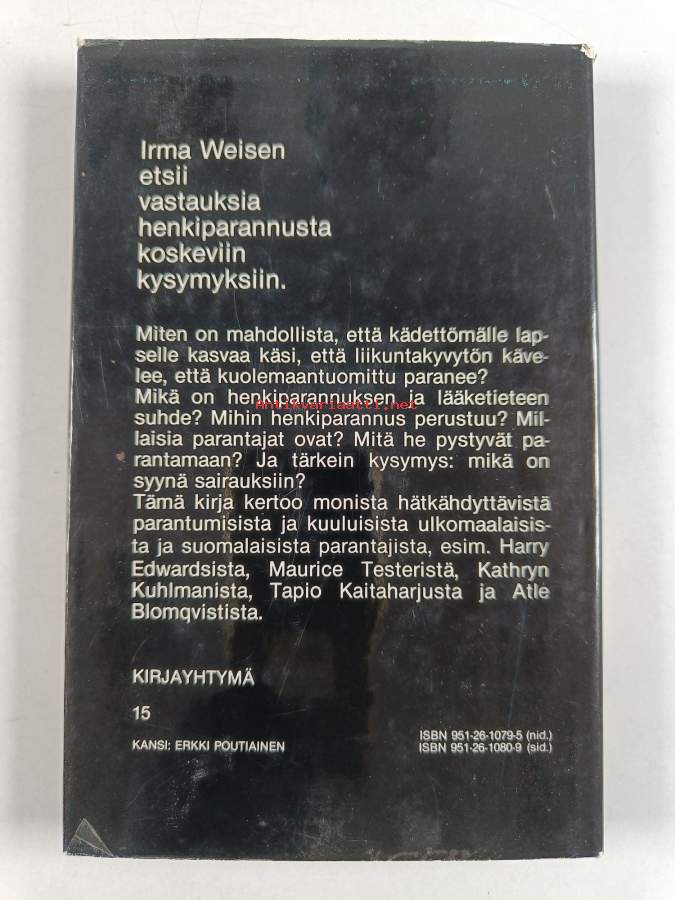 Irma Weisen
etsii
vastauksia
henkiparannusta
koskeviin
kysymyksiin.
Miten on mahdollista, että kädettömälle lap-
selle kasvaa käsi, että liikuntakyvytön käve-
lee, että kuolemaantuomittu paranee?
Mikä on henkiparannuksen ja lääketieteen
Antikvariaatti.net
suhde? Mihin henkiparannus perustuu? Mil-
laisia parantajat ovat? Mitä he pystyvät pa-
rantamaan? Ja tärkein kysymys: mikä on
syynä sairauksiin?
Tämä kirja kertoo monista hätkähdyttävistä
parantumisista ja kuuluisista ulkomaalaisis-
ta ja suomalaisista parantajista, esim. Harry
Edwardsista, Maurice Testeristä, Kathryn
Kuhlmanista, Tapio Kaitaharjusta ja Atle
Blomqvistista.
KIRJAYHTYMÄ
15
KANSI: ERKKI POUTIAINEN
ISBN 951-26-1079-5 (nid.)
ISBN 951-26-1080-9 (sid.)